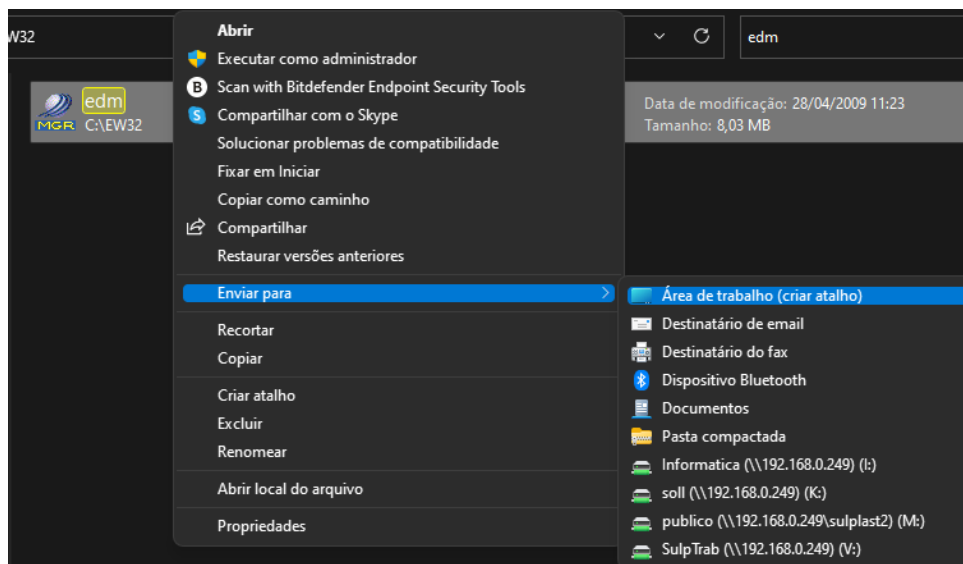 W32
edm
edm
C:\EW32
MGR
Data de modificação: 28/04/2009 11:23
Tamanho: 8,03 MB
Abrir
Executar como administrador
B Scan with Bitdefender Endpoint Security Tools
S Compartilhar com o Skype
Solucionar problemas de compatibilidade
Fixar em Iniciar
Copiar como caminho
Compartilhar
Restaurar versões anteriores
Enviar para
Recortar
Copiar
Criar atalho
Excluir
Renomear
Abrir local do arquivo
Propriedades
Área de trabalho (criar atalho)
Destinatário de email
Destinatário do fax
Dispositivo Bluetooth
Documentos
Pasta compactada
Informatica (\\192.168.0.249) (I:)
soll (\\192.168.0.249) (K:)
publico (\\192.168.0.249\sulplast2) (M:)
SulpTrab (\\192.168.0.249) (V:)